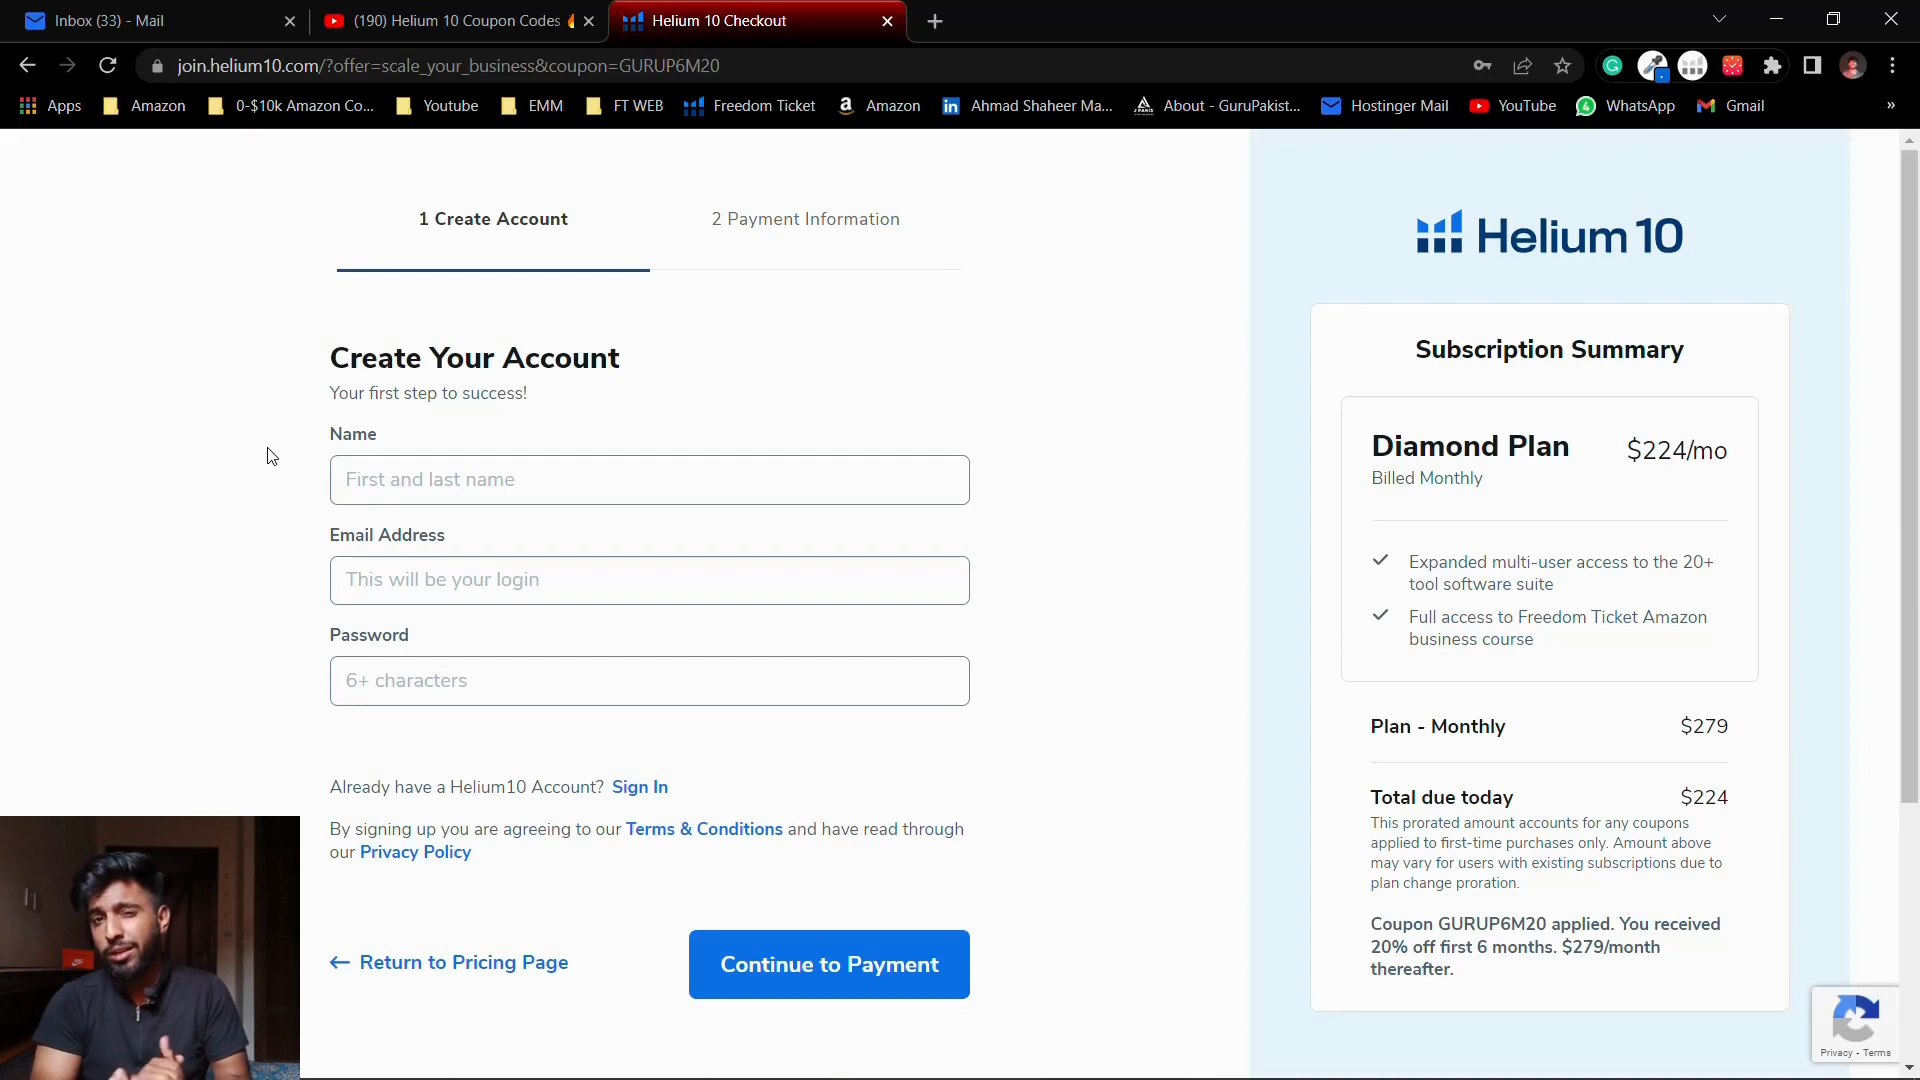 Inbox (33) - Mail
(190) Helium 10 Coupon Codes
Helium 10 Checkout
join.helium10.com/?offer=scale_your_business&coupon=GURUP6M20
Apps
Amazon
0-$10k Amazon Co...
Youtube
EMM
FT WEB
Freedom Ticket
Amazon
Ahmad Shaheer Ma...
About - GuruPakist...
Hostinger Mail
YouTube
WhatsApp
Gmail
»
1 Create Account
2 Payment Information
Create Your Account
Your first step to success!
Name
First and last name
Email Address
This will be your login
Password
6+ characters
Already have a Helium10 Account? Sign In
By signing up you are agreeing to our Terms & Conditions and have read through
our Privacy Policy
← Return to Pricing Page
Continue to Payment
Helium 10
Subscription Summary
Diamond Plan $224/mo
Billed Monthly
Expanded multi-user access to the 20+
tool software suite
Full access to Freedom Ticket Amazon
business course
Plan - Monthly $279
Total due today $224
This prorated amount accounts for any coupons
applied to first-time purchases only. Amount above
may vary for users with existing subscriptions due to
plan change proration.
Coupon GURUP6M20 applied. You received
20% off first 6 months. $279/month
thereafter.
Privacy - Terms